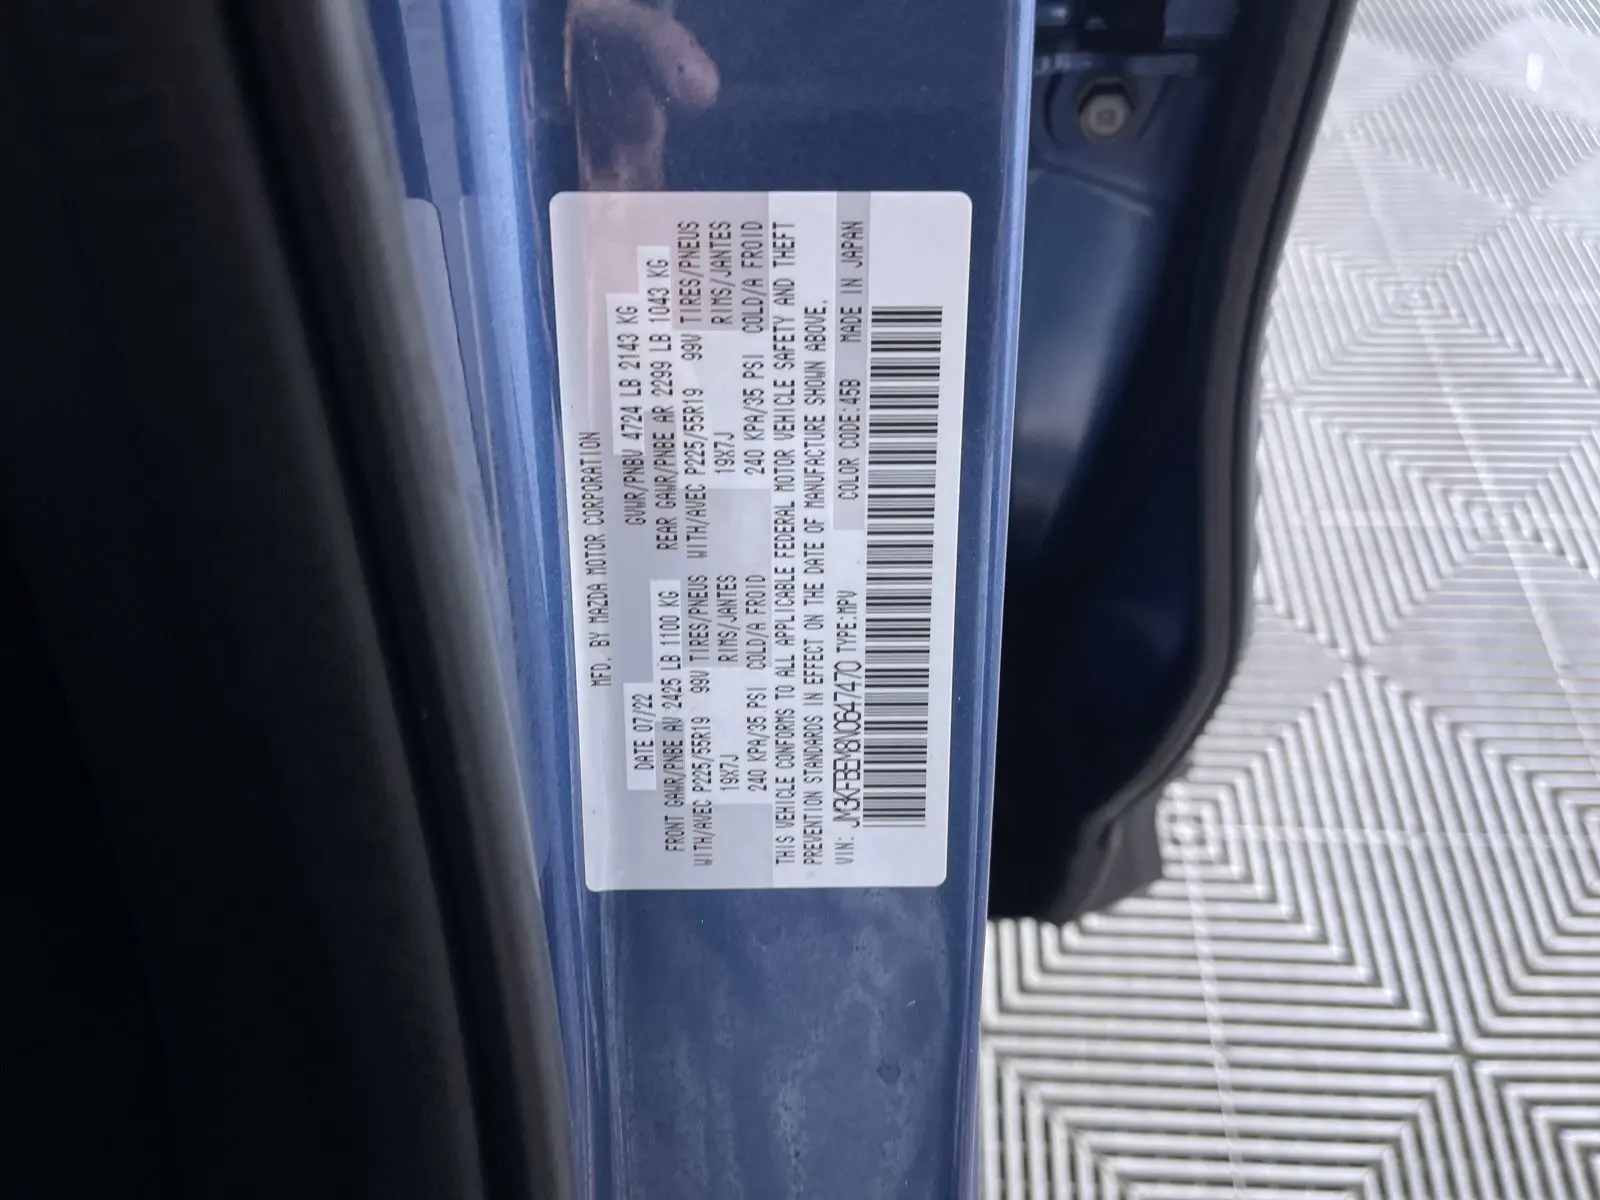 MFD. BY MAZDA MOTOR CORPORATION
DATE 07/22 GVWR/PNBV 4724 LB 2143 KG
FRONT GAWR/PNBE AV 2425 LB 1100 KG REAR GAWR/PNBE AR 2299 LB 1043 KG
WITH/AVEC P225/55R19 99V TIRES/PNEUS WITH/AVEC P225/55R19 99V TIRES/PNEUS
19X7J RIMS/JANTES 19X7J RIMS/JANTES
240 KPA/35 PSI COLD/A FROID 240 KPA/35 PSI COLD/A FROID
THIS VEHICLE CONFORMS TO ALL APPLICABLE FEDERAL MOTOR VEHICLE SAFETY AND THEFT
PREVENTION STANDARDS IN EFFECT ON THE DATE OF MANUFACTURE SHOWN ABOVE.
VIN: JM3KFBEM8N0647470 TYPE:MPV COLOR CODE:45B MADE IN JAPAN